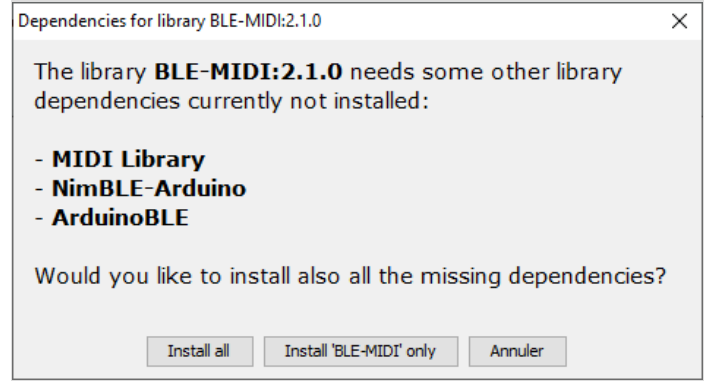 Dependencies for library BLE-MIDI:2.1.0
The library BLE-MIDI:2.1.0 needs some other library
dependencies currently not installed:
- MIDI Library
- NimBLE-Arduino
- ArduinoBLE
Would you like to install also all the missing dependencies?
Install all Install 'BLE-MIDI' only Annuler